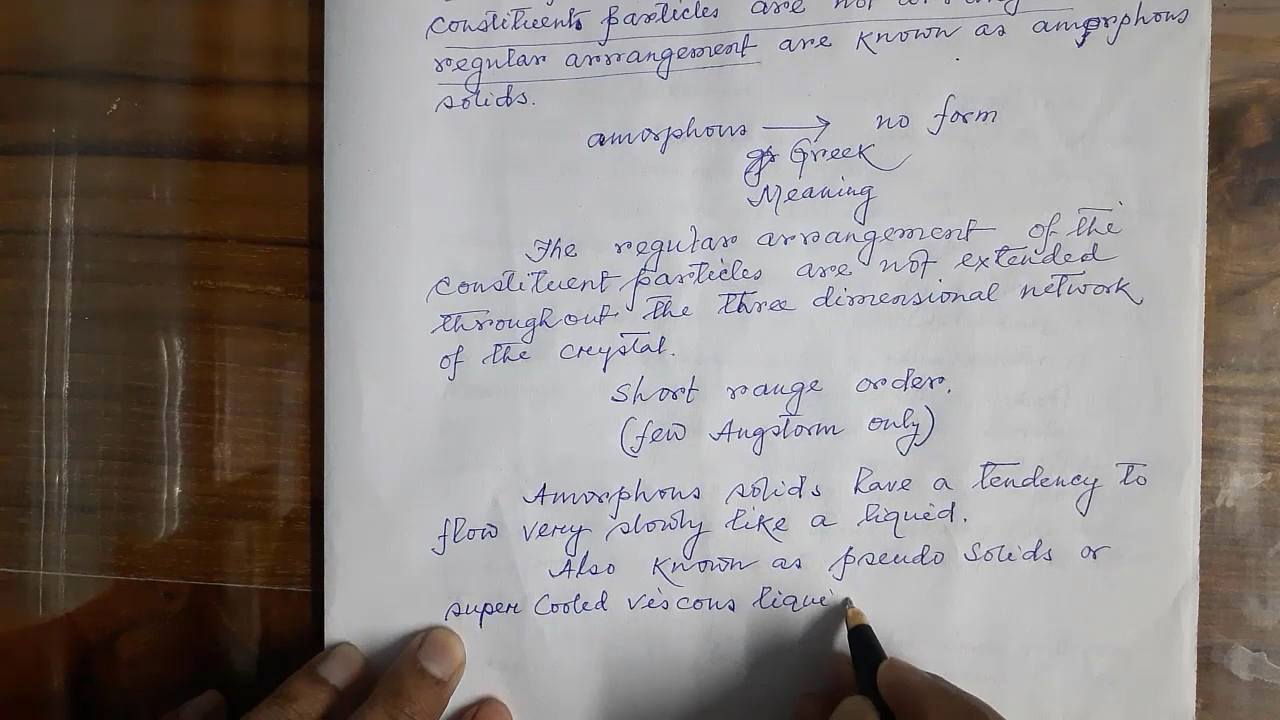 constituents particles are not
regular arrangement are known as amorphous
solids.
amorphous → no form
Greek
Meaning
The regular arrangement of the
constituent particles are not extended
throughout the three dimensional network
of the crystal.
Short range order.
(few Angstorm only)
Amorphous solids have a tendency to
flow very slowly like a liquid.
Also known as pseudo solids or
super cooled viscous liqui